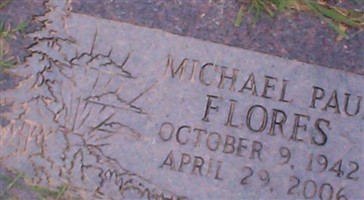 MICHAEL PAU
FLORES
OCTOBER 9, 1942
APRIL 29, 2006